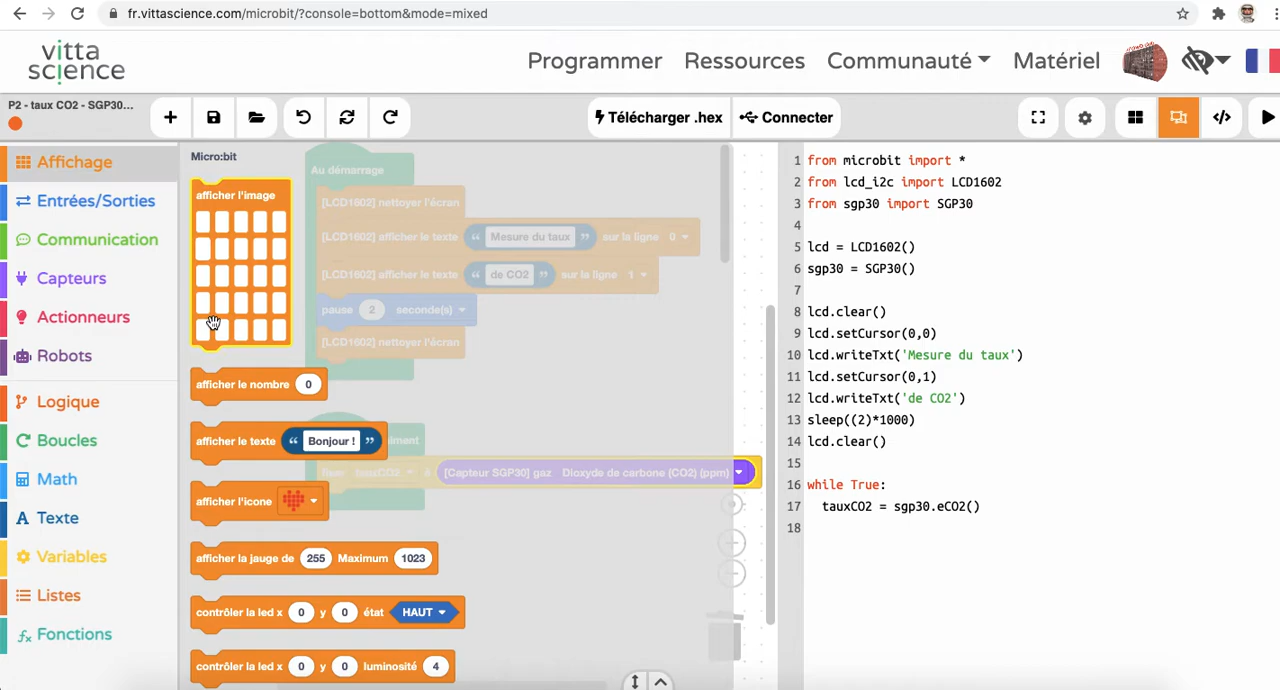 fr.vittascience.com/microbit/?console=bottom&mode=mixed
vitta
science
Programmer
Ressources
Communauté
Matériel
P2 - taux CO2 - SGP30...
Télécharger .hex
Connecter
Affichage
Entrées/Sorties
Communication
Capteurs
Actionneurs
Robots
Logique
Boucles
Math
Texte
Variables
Listes
Fonctions
Micro:bit
afficher l'image
afficher le nombre 0
afficher le texte “ Bonjour ! ”
afficher l'icone
afficher la jauge de 255 Maximum 1023
contrôler la led x 0 y 0 état HAUT
contrôler la led x 0 y 0 luminosité 4
Au démarrage
[LCD1602] nettoyer l'écran
[LCD1602] afficher le texte “ Mesure du taux ” sur la ligne 0
[LCD1602] afficher le texte “ de CO2 ” sur la ligne 1
pause 2 seconde(s)
[LCD1602] nettoyer l'écran
tauxCO2 à [Capteur SGP30] gaz Dioxyde de carbone (CO2) (ppm)
1 from microbit import *
2 from lcd_i2c import LCD1602
3 from sgp30 import SGP30
4
5 lcd = LCD1602()
6 sgp30 = SGP30()
7
8 lcd.clear()
9 lcd.setCursor(0,0)
10 lcd.writeTxt('Mesure du taux')
11 lcd.setCursor(0,1)
12 lcd.writeTxt('de CO2')
13 sleep((2)*1000)
14 lcd.clear()
15
16 while True:
17 tauxCO2 = sgp30.eCO2()
18